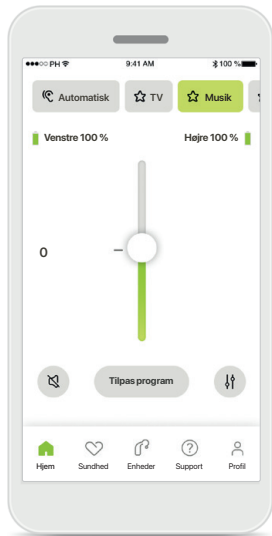 PH 9:41 AM 100 %
Automatisk TV Musik
Venstre 100 % Højre 100 %
0
Tilpas program
Hjem Sundhed Enheder Support Profil